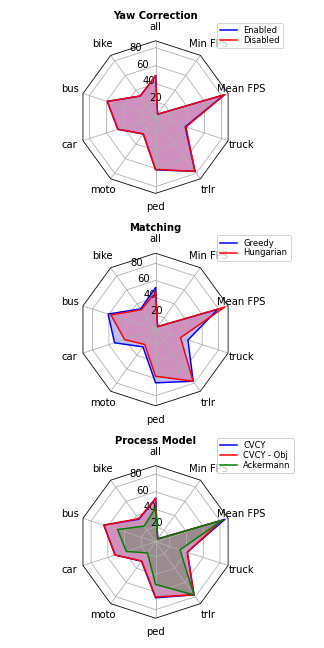 Yaw Correction
Enabled
Disabled
all
Min FPS
Mean FPS
truck
trlr
ped
moto
car
bus
bike
20
40
60
80
Matching
Greedy
Hungarian
all
Min FPS
Mean FPS
truck
trlr
ped
moto
car
bus
bike
20
40
60
80
Process Model
CVCY
CVCY - Obj
Ackermann
all
Min FPS
Mean FPS
truck
trlr
ped
moto
car
bus
bike
20
40
60
80